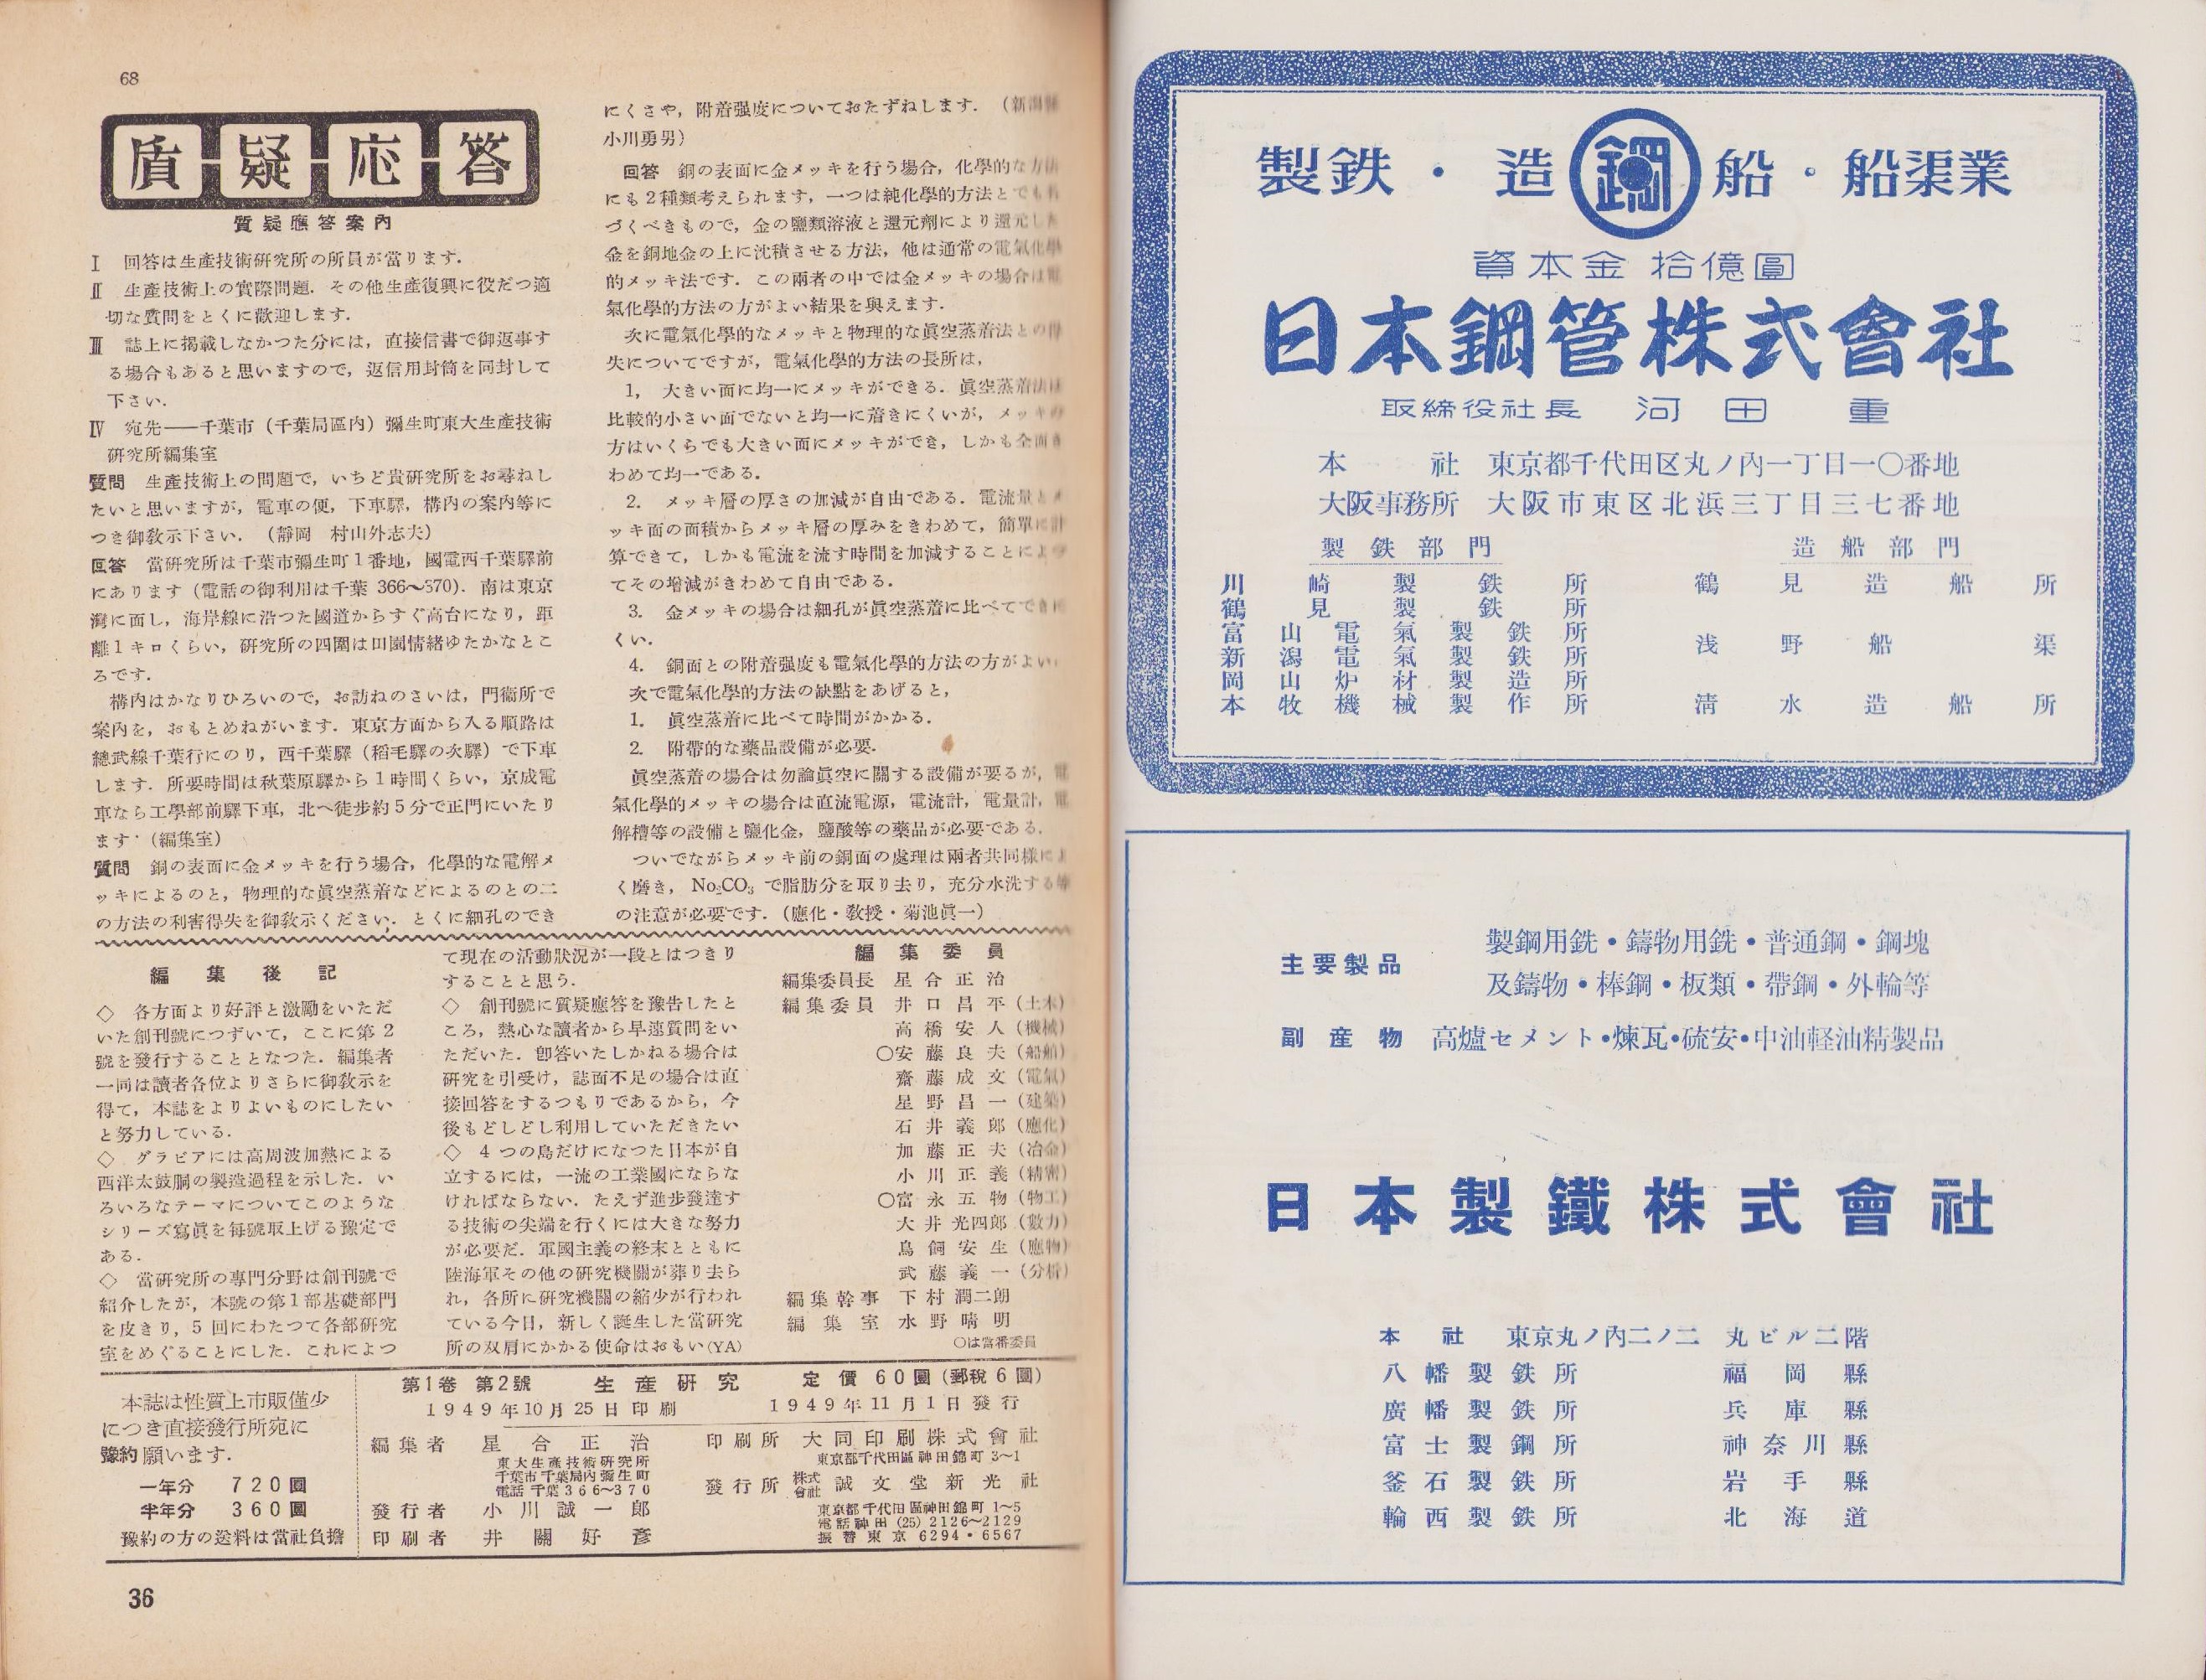 68
質疑応答
質疑應答案內
I 回答は生產技術硏究所の所員が當ります．
II 生產技術上の實際問題．その他生產復興に役だつ適
切な質問をとくに歡迎します．
III 誌上に掲載しなかつた分には，直接信書で御返事す
る場合もあると思いますので，返信用封筒を同封して
下さい．
IV 宛先――千葉市（千葉局區內）彌生町東大生產技術
硏究所編集室
質問 生產技術上の問題で，いちど貴硏究所をお尋ねし
たいと思いますが，電車の便，下車驛，構內の案內等に
つき御敎示下さい．（靜岡 村山外志夫）
回答 當硏究所は千葉市彌生町1番地，國電西千葉驛前
にあります（電話の御利用は千葉 366〜370）．南は東京
灣に面し，海岸線に沿つた國道からすぐ高台になり，距
離1キロくらい，硏究所の四圍は田園情緒ゆたかなとこ
ろです．
構內はかなりひろいので，お訪ねのさいは，門衞所で
案內を，おもとめねがいます．東京方面から入る順路は
總武線千葉行にのり，西千葉驛（稻毛驛の次驛）で下車
します．所要時間は秋葉原驛から1時間くらい，京成電
車なら工學部前驛下車，北へ徒步約5分で正門にいたり
ます．（編集室）
質問 銅の表面に金メッキを行う場合，化學的な電解メ
ッキによるのと，物理的な眞空蒸着などによるのとの二
の方法の利害得失を御敎示ください．とくに細孔のでき
にくさや，附着强度についておたずねします．（新潟縣
小川勇男）
回答 銅の表面に金メッキを行う場合，化學的な方法
にも2種類考えられます，一つは純化學的方法とでも
づくべきもので，金の鹽類溶液と還元劑により還元した
金を銅地金の上に沈積させる方法，他は通常の電氣化學
的メッキ法です．この兩者の中では金メッキの場合は電
氣化學的方法の方がよい結果を與えます．
次に電氣化學的なメッキと物理的な眞空蒸着法との得
失についてですが，電氣化學的方法の長所は，
1， 大きい面に均一にメッキができる．眞空蒸着法は
比較的小さい面でないと均一に着きにくいが，メッキの
方はいくらでも大きい面にメッキができ，しかも全面き
わめて均一である．
2． メッキ層の厚さの加減が自由である．電流量とメ
ッキ面の面積からメッキ層の厚みをきわめて，簡單に計
算できて，しかも電流を流す時間を加減することによつ
てその增減がきわめて自由である．
3． 金メッキの場合は細孔が眞空蒸着に比べてできに
くい．
4． 銅面との附着强度も電氣化學的方法の方がよい．
次で電氣化學的方法の缺點をあげると，
1． 眞空蒸着に比べて時間がかかる．
2． 附帶的な藥品設備が必要．
眞空蒸着の場合は勿論眞空に關する設備が要るが，電
氣化學的メッキの場合は直流電源，電流計，電量計，電
解槽等の設備と鹽化金，鹽酸等の藥品が必要である．
ついでながらメッキ前の銅面の處理は兩者共同樣によ
く磨き，No₂CO₃ で脂肪分を取り去り，充分水洗する等
の注意が必要です．（應化・敎授・菊池眞一）
編集後記
◇ 各方面より好評と激勵をいただ
いた創刊號につずいて，ここに第2
號を發行することとなつた．編集者
一同は讀者各位よりさらに御敎示を
得て，本誌をよりよいものにしたい
と努力している．
◇ グラビアには高周波加熱による
西洋太鼓胴の製造過程を示した．い
ろいろなテーマについてこのような
シリーズ寫眞を每號取上げる豫定で
ある．
◇ 當硏究所の專門分野は創刊號で
紹介したが，本號の第1部基礎部門
を皮きり，5回にわたつて各部硏究
室をめぐることにした．これによつ
て現在の活動狀況が一段とはつきり
することと思う．
◇ 創刊號に質疑應答を豫告したと
ころ，熱心な讀者から早速質問をい
ただいた．卽答いたしかねる場合は
硏究を引受け，誌面不足の場合は直
接回答をするつもりであるから，今
後もどしどし利用していただきたい
◇ 4つの島だけになつた日本が自
立するには，一流の工業國にならな
ければならない．たえず進步發達す
る技術の尖端を行くには大きな努力
が必要だ．軍國主義の終末とともに
陸海軍その他の硏究機關が葬り去ら
れ，各所に硏究機關の縮少が行われ
ている今日，新しく誕生した當硏究
所の双肩にかかる使命はおもい(YA)
編集委員
編集委員長 星合正治
編集委員 井口昌平(土木)
高橋安人(機械)
○安藤良夫(船舶)
齋藤成文(電氣)
星野昌一(建築)
石井義郎(應化)
加藤正夫(冶金)
小川正義(精密)
○富永五物(物工)
大井光四郎(數力)
鳥飼安生(應物)
武藤義一(分析)
編集幹事 下村潤二朗
編集室 水野晴明
○は當番委員
本誌は性質上市販僅少
につき直接發行所宛に
豫約願います．
一年分 720圓
半年分 360圓
豫約の方の送料は當社負擔
第1卷 第2號 生產硏究 定價60圓(郵稅6圓)
1949年10月25日印刷 1949年11月1日發行
編集者 星合正治
東大生產技術硏究所
千葉市千葉局內彌生町
電話千葉366〜370
發行者 小川誠一郎
印刷者 井關好彥
印刷所 大同印刷株式會社
東京都千代田區神田錦町3〜1
發行所 株式會社 誠文堂新光社
東京都千代田區神田錦町1〜5
電話神田(25)2126〜2129
振替東京6294・6567
36
製鉄・造鋼船・船渠業
資本金 拾億圓
日本鋼管株式會社
取締役社長 河田重
本社 東京都千代田区丸ノ內一丁目一〇番地
大阪事務所 大阪市東区北浜三丁目三七番地
製鉄部門
川崎製鉄所
鶴見製鉄所
富山電氣製鉄所
新潟電氣製鉄所
岡山炉材製造所
本牧機械製作所
造船部門
鶴見造船所
浅野船渠
淸水造船所
主要製品 製鋼用銑・鑄物用銑・普通鋼・鋼塊
及鑄物・棒鋼・板類・帶鋼・外輪等
副産物 高爐セメント・煉瓦・硫安・中油軽油精製品
日本製鐵株式會社
本社 東京丸ノ內二ノ二 丸ビル二階
八幡製鉄所 福岡縣
廣幡製鉄所 兵庫縣
富士製鋼所 神奈川縣
釜石製鉄所 岩手縣
輪西製鉄所 北海道